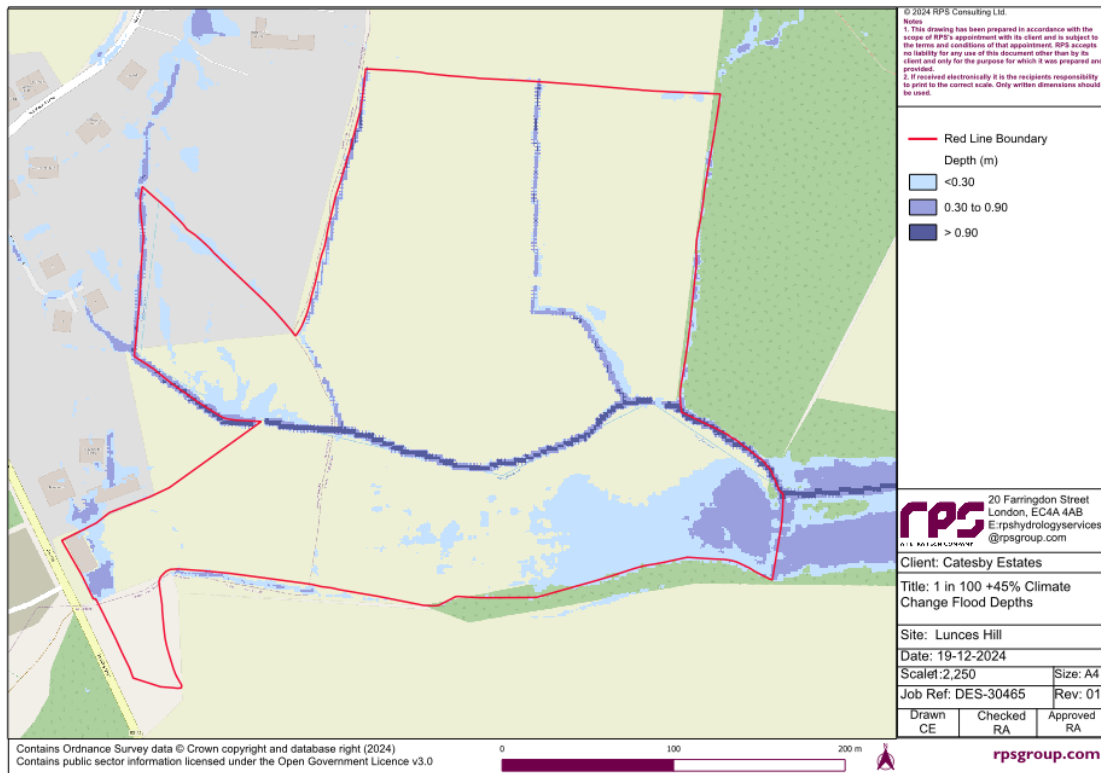 © 2024 RPS Consulting Ltd.
Notes
1. This drawing has been prepared in accordance with the
scope of RPS's appointment with its client and is subject to
the terms and conditions of that appointment. RPS accepts
no liability for any use of this document other than by its
client and only for the purpose for which it was prepared and
provided.
2. If received electronically it is the recipients responsibility
to print to the correct scale. Only written dimensions should
be used.
Red Line Boundary
Depth (m)
<0.30
0.30 to 0.90
> 0.90
rps
20 Farringdon Street
London, EC4A 4AB
E:rpshydrologyservices
@rpsgroup.com
Client: Catesby Estates
Title: 1 in 100 +45% Climate
Change Flood Depths
Site: Lunces Hill
Date: 19-12-2024
Scale1:2,250
Size: A4
Job Ref: DES-30465
Rev: 01
Drawn
CE
Checked
RA
Approved
RA
Contains Ordnance Survey data © Crown copyright and database right (2024)
Contains public sector information licensed under the Open Government Licence v3.0
0
100
200 m
N
rpsgroup.com